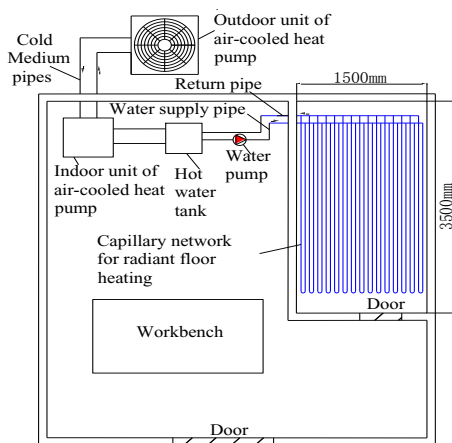 Cold
Medium
pipes
Outdoor unit of
air-cooled heat
pump
Return pipe
Water supply pipe
1500mm
3500mm
Indoor unit of
air-cooled heat
pump
Hot
water
tank
Water
pump
Capillary network
for radiant floor
heating
Door
Workbench
Door